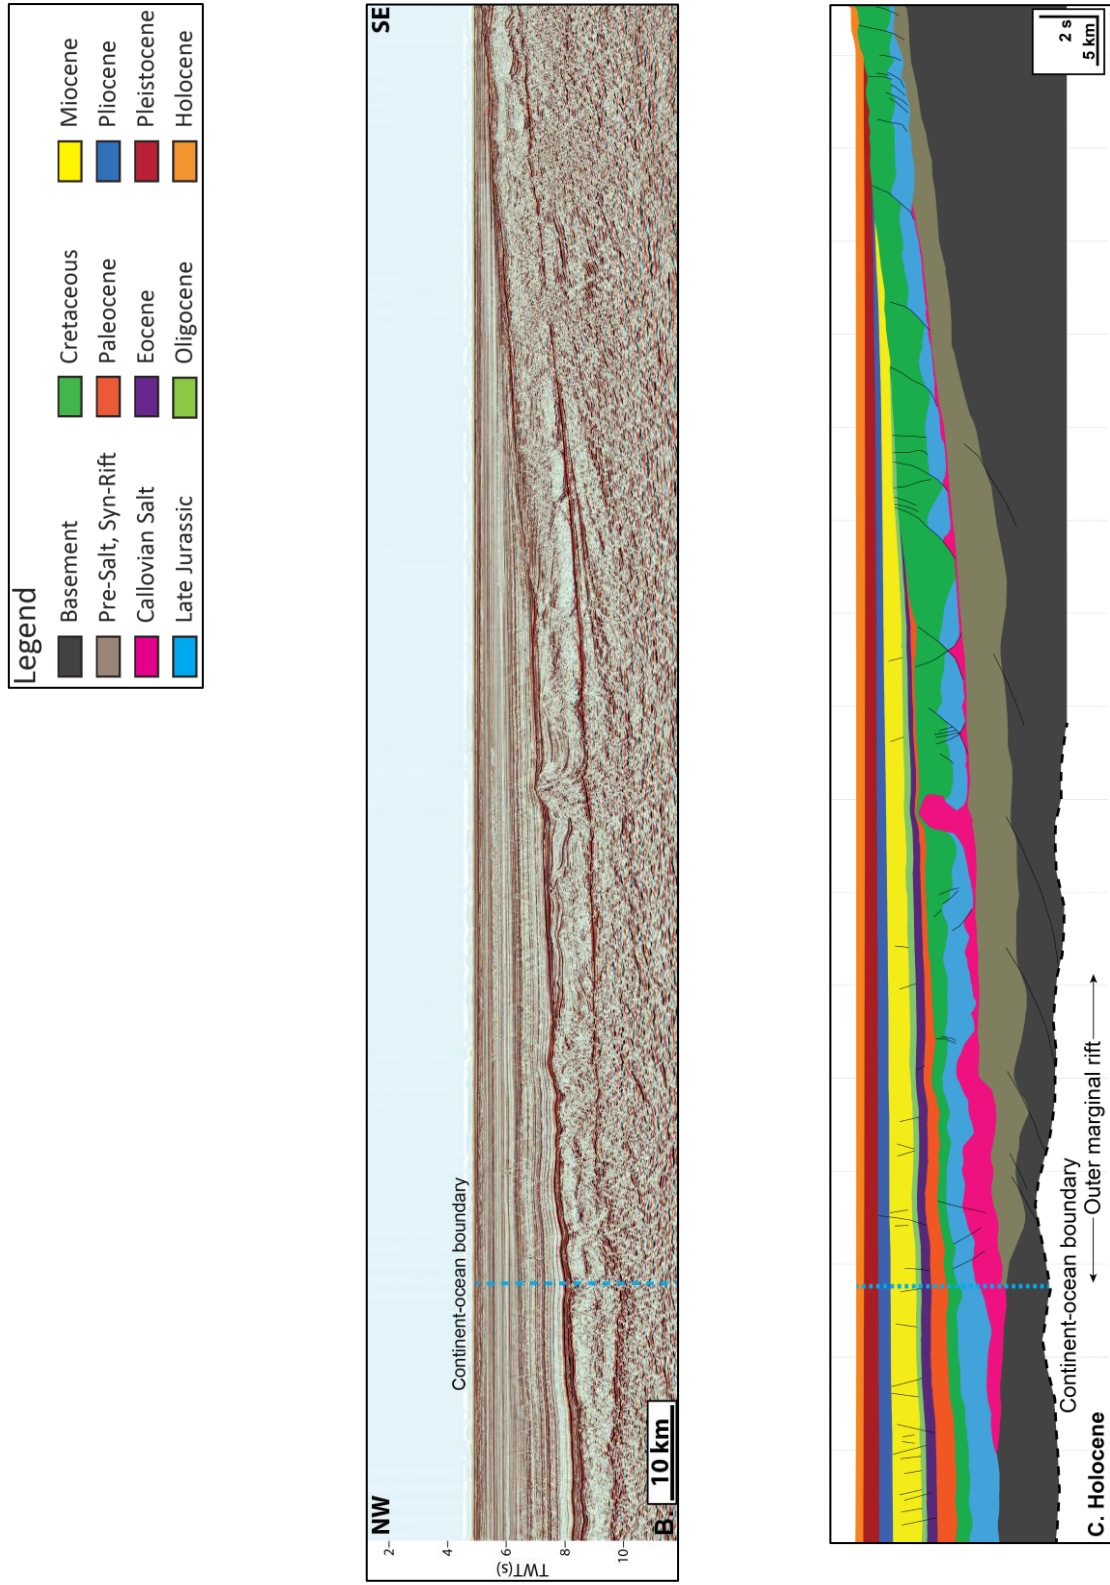 Legend
Basement
Pre-Salt, Syn-Rift
Callovian Salt
Late Jurassic
Cretaceous
Paleocene
Eocene
Oligocene
Miocene
Pliocene
Pleistocene
Holocene
NW
SE
2
4
6
8
10
TWT(s)
Continent-ocean boundary
B.
10 km
2 s
5 km
Outer marginal rift
Continent-ocean boundary
C. Holocene